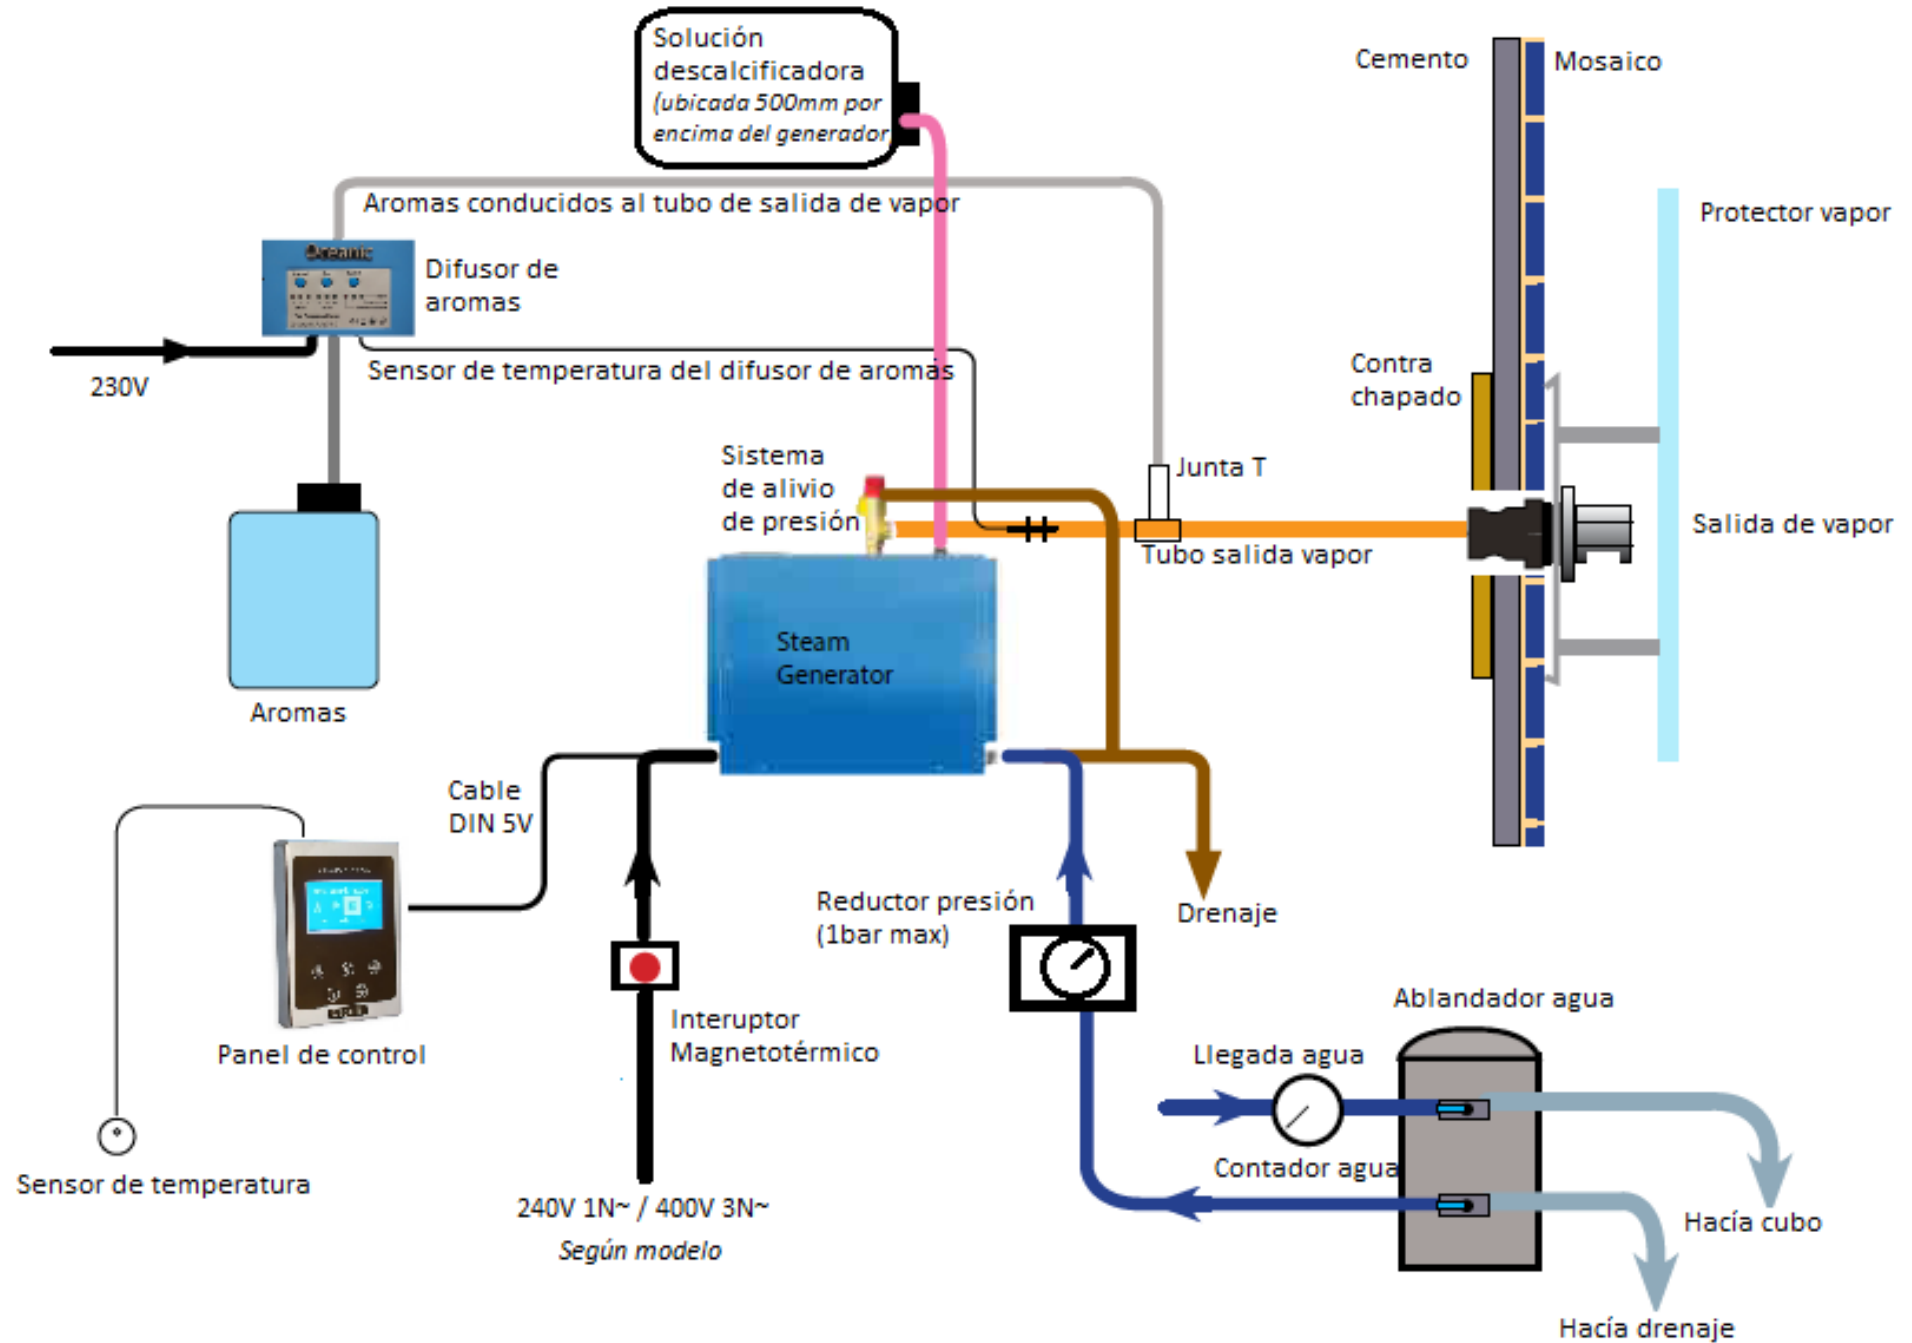 Solución
descalcificadora
(ubicada 500mm por
encima del generador
Cemento
Mosaico
Aromas conducidos al tubo de salida de vapor
Protector vapor
Oceanic
Difusor de
aromas
230V
Sensor de temperatura del difusor de aromas
Contra
chapado
Sistema
de alivio
de presión
Junta T
Tubo salida vapor
Salida de vapor
Steam
Generator
Aromas
Cable
DIN 5V
Reductor presión
(1bar max)
Drenaje
Panel de control
Interuptor
Magnetotérmico
Ablandador agua
Llegada agua
Contador agua
Sensor de temperatura
240V 1N~ / 400V 3N~
Según modelo
Hacía cubo
Hacía drenaje